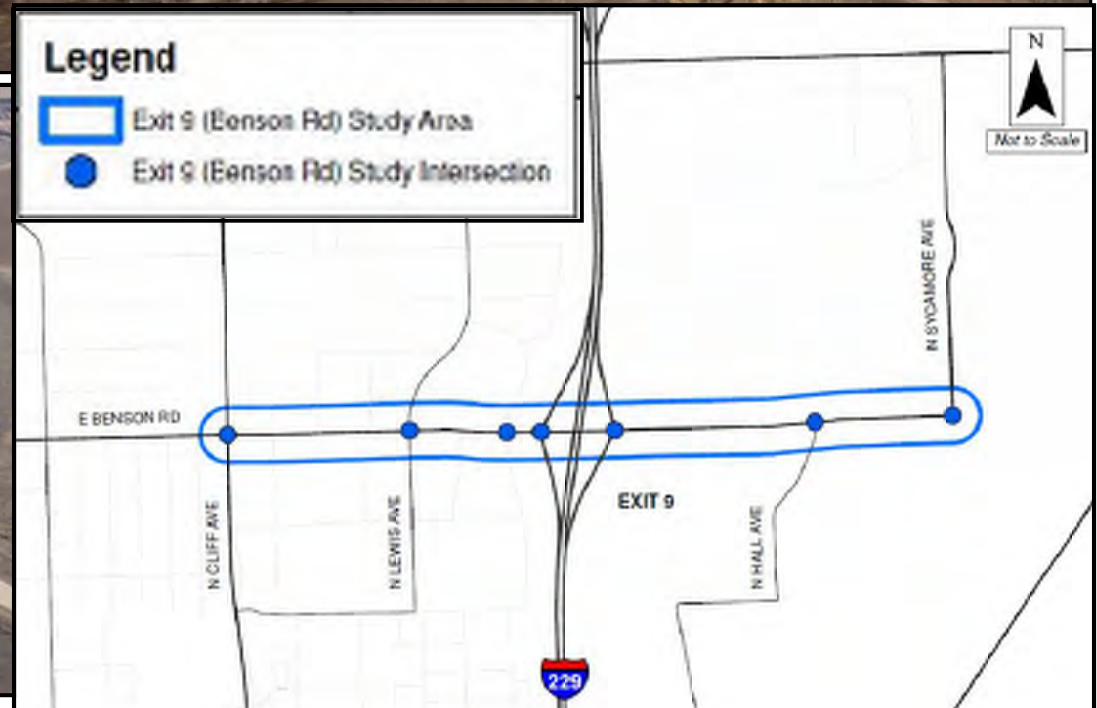 Legend
Exit 9 (Benson Rd) Study Area
Exit 9 (Benson Rd) Study Intersection
N
Not to Scale
N SYCAMORE AVE
E BENSON RD
N CLIFF AVE
N LEWIS AVE
EXIT 9
N HALL AVE
229